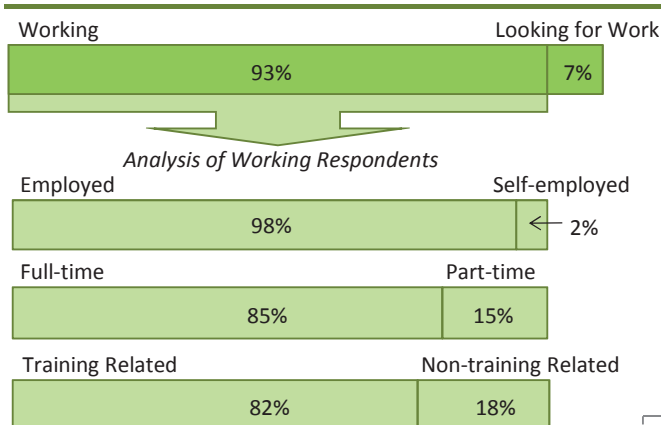 Working Looking for Work
93% 7%
Analysis of Working Respondents
Employed Self-employed
98% 2%
Full-time Part-time
85% 15%
Training Related Non-training Related
82% 18%